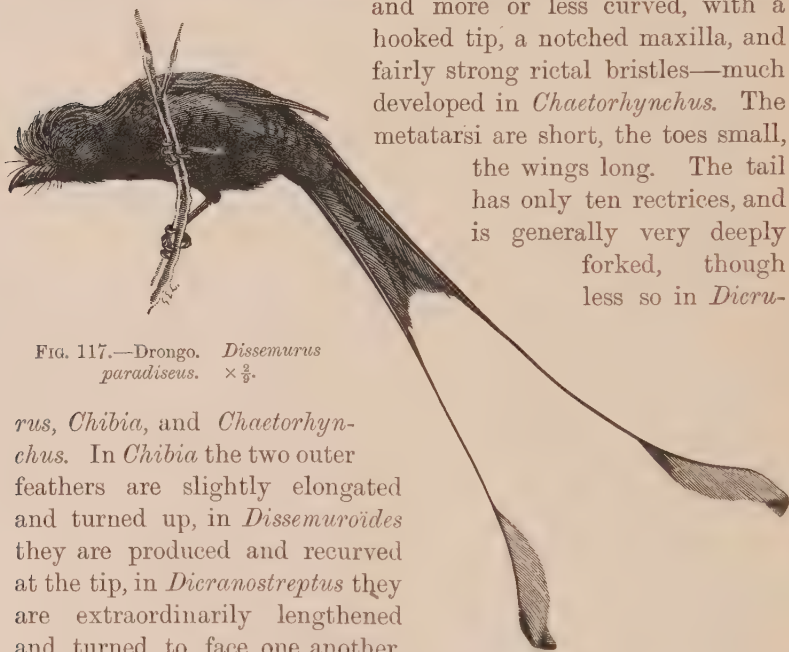 and more or less curved, with a
hooked tip, a notched maxilla, and
fairly strong rictal bristles—much
developed in Chaetorhynchus. The
metatarsi are short, the toes small,
the wings long. The tail
has only ten rectrices, and
is generally very deeply
forked, though
less so in Dicru-
FIG. 117.—Drongo. Dissemurus
paradiseus. × 2/9.
rus, Chibia, and Chaetorhyn-
chus. In Chibia the two outer
feathers are slightly elongated
and turned up, in Dissemuroïdes
they are produced and recurved
at the tip, in Dicranostreptus they
are extraordinarily lengthened
and turned to face one another